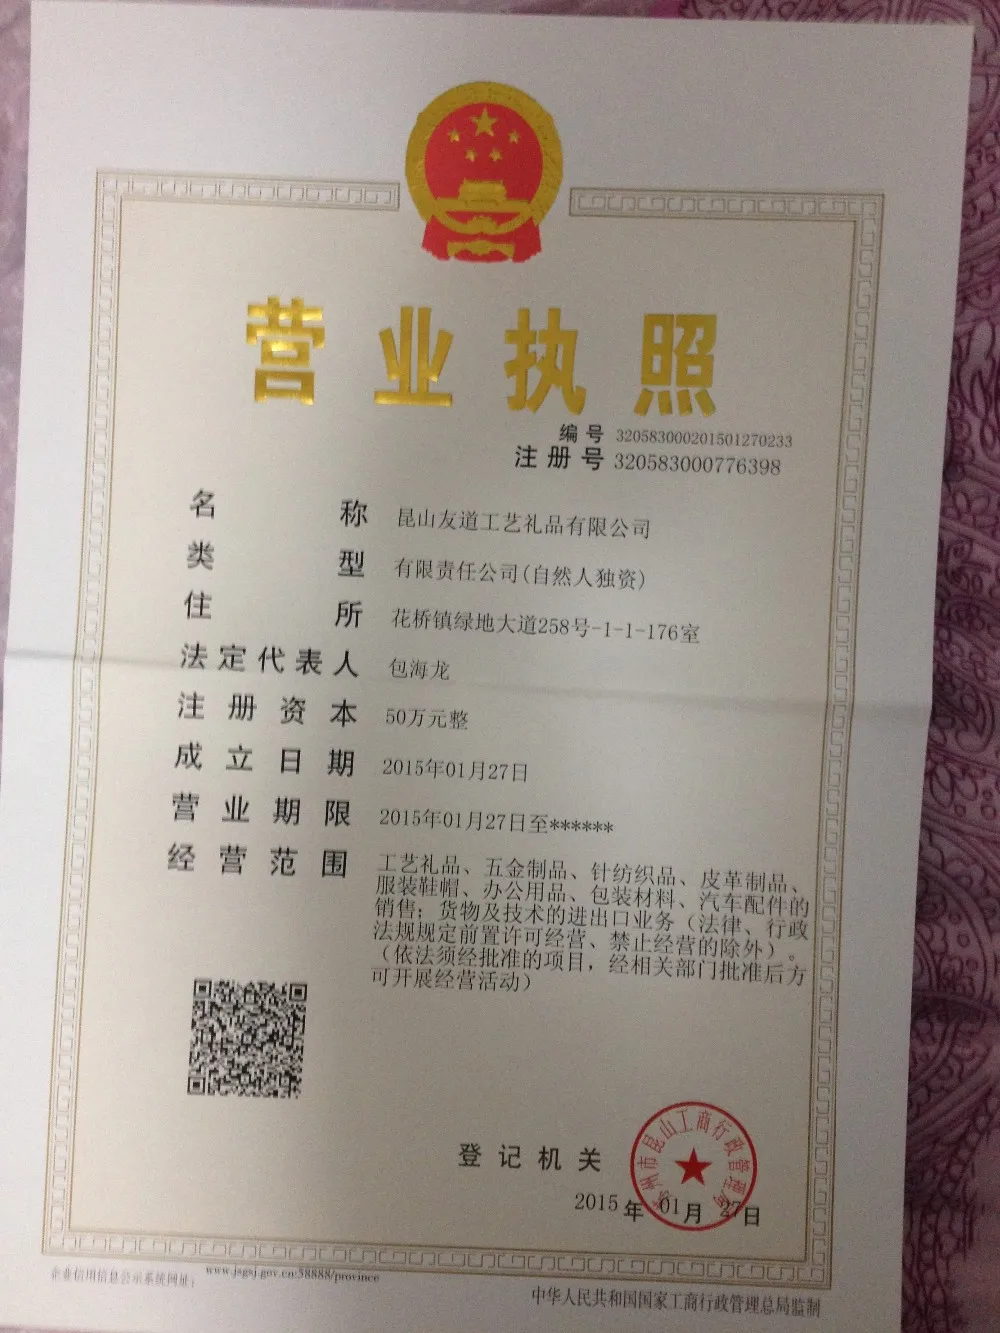 营业执照
编号 320583000201501270233
注册号 320583000776398
名称 昆山友道工艺礼品有限公司
类型 有限责任公司(自然人独资)
住所 花桥镇绿地大道258号-1-1-176室
法定代表人 包海龙
注册资本 50万元整
成立日期 2015年01月27日
营业期限 2015年01月27日至******
经营范围 工艺礼品、五金制品、针纺织品、皮革制品、
服装鞋帽、办公用品、包装材料、汽车配件的
销售；货物及技术的进出口业务（法律、行政
法规规定前置许可经营、禁止经营的除外）。
（依法须经批准的项目，经相关部门批准后方
可开展经营活动）
登记机关
苏州市昆山工商行政管理局
2015年01月27日
企业信用信息公示系统网址：
www.jsgsj.gov.cn:58888/province
中华人民共和国国家工商行政管理总局监制